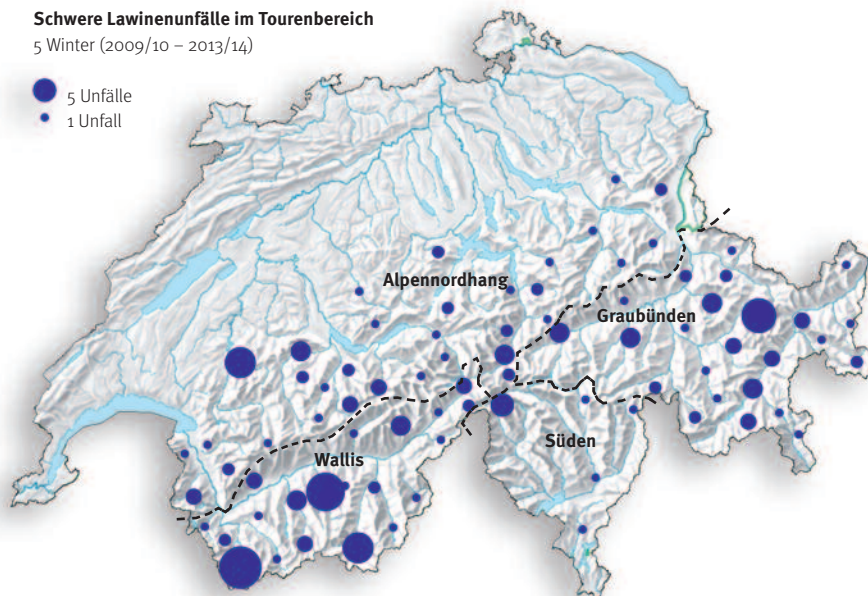 Schwere Lawinenunfälle im Tourenbereich
5 Winter (2009/10 – 2013/14)
5 Unfälle
1 Unfall
Alpennordhang
Graubünden
Süden
Wallis